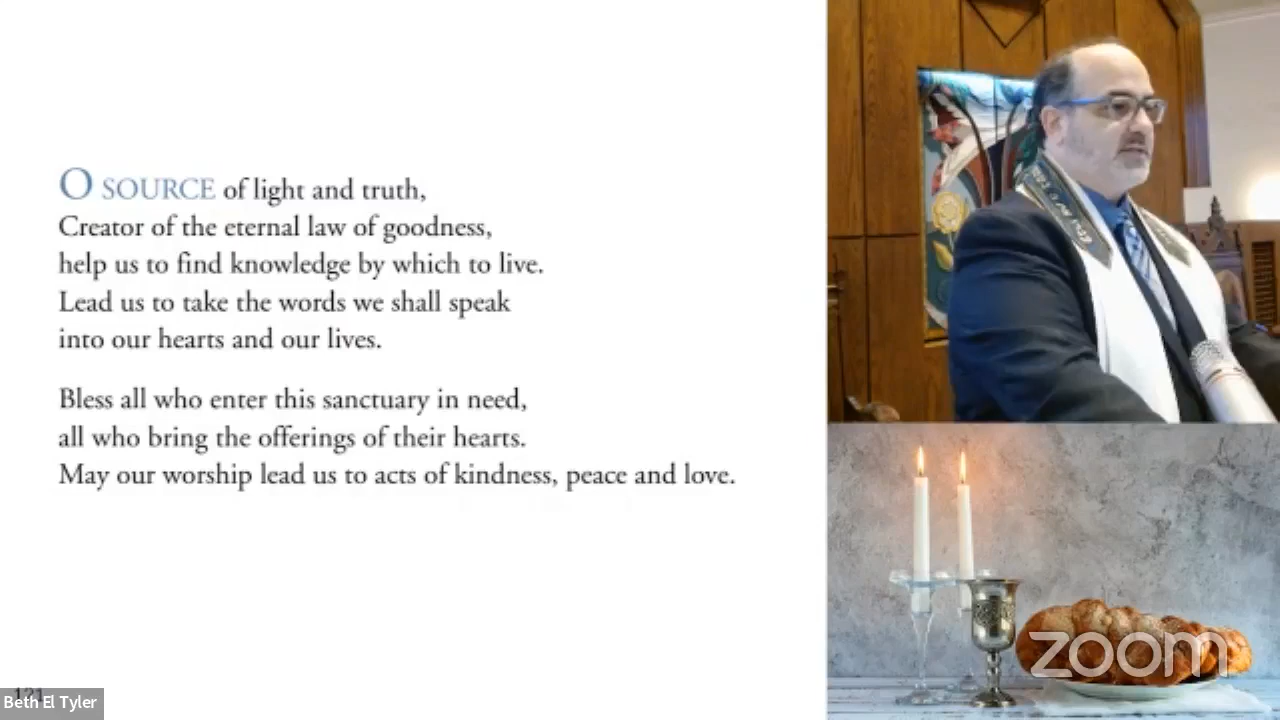 O SOURCE of light and truth,
Creator of the eternal law of goodness,
help us to find knowledge by which to live.
Lead us to take the words we shall speak
into our hearts and our lives.
Bless all who enter this sanctuary in need,
all who bring the offerings of their hearts.
May our worship lead us to acts of kindness, peace and love.
121
Beth El Tyler
zoom